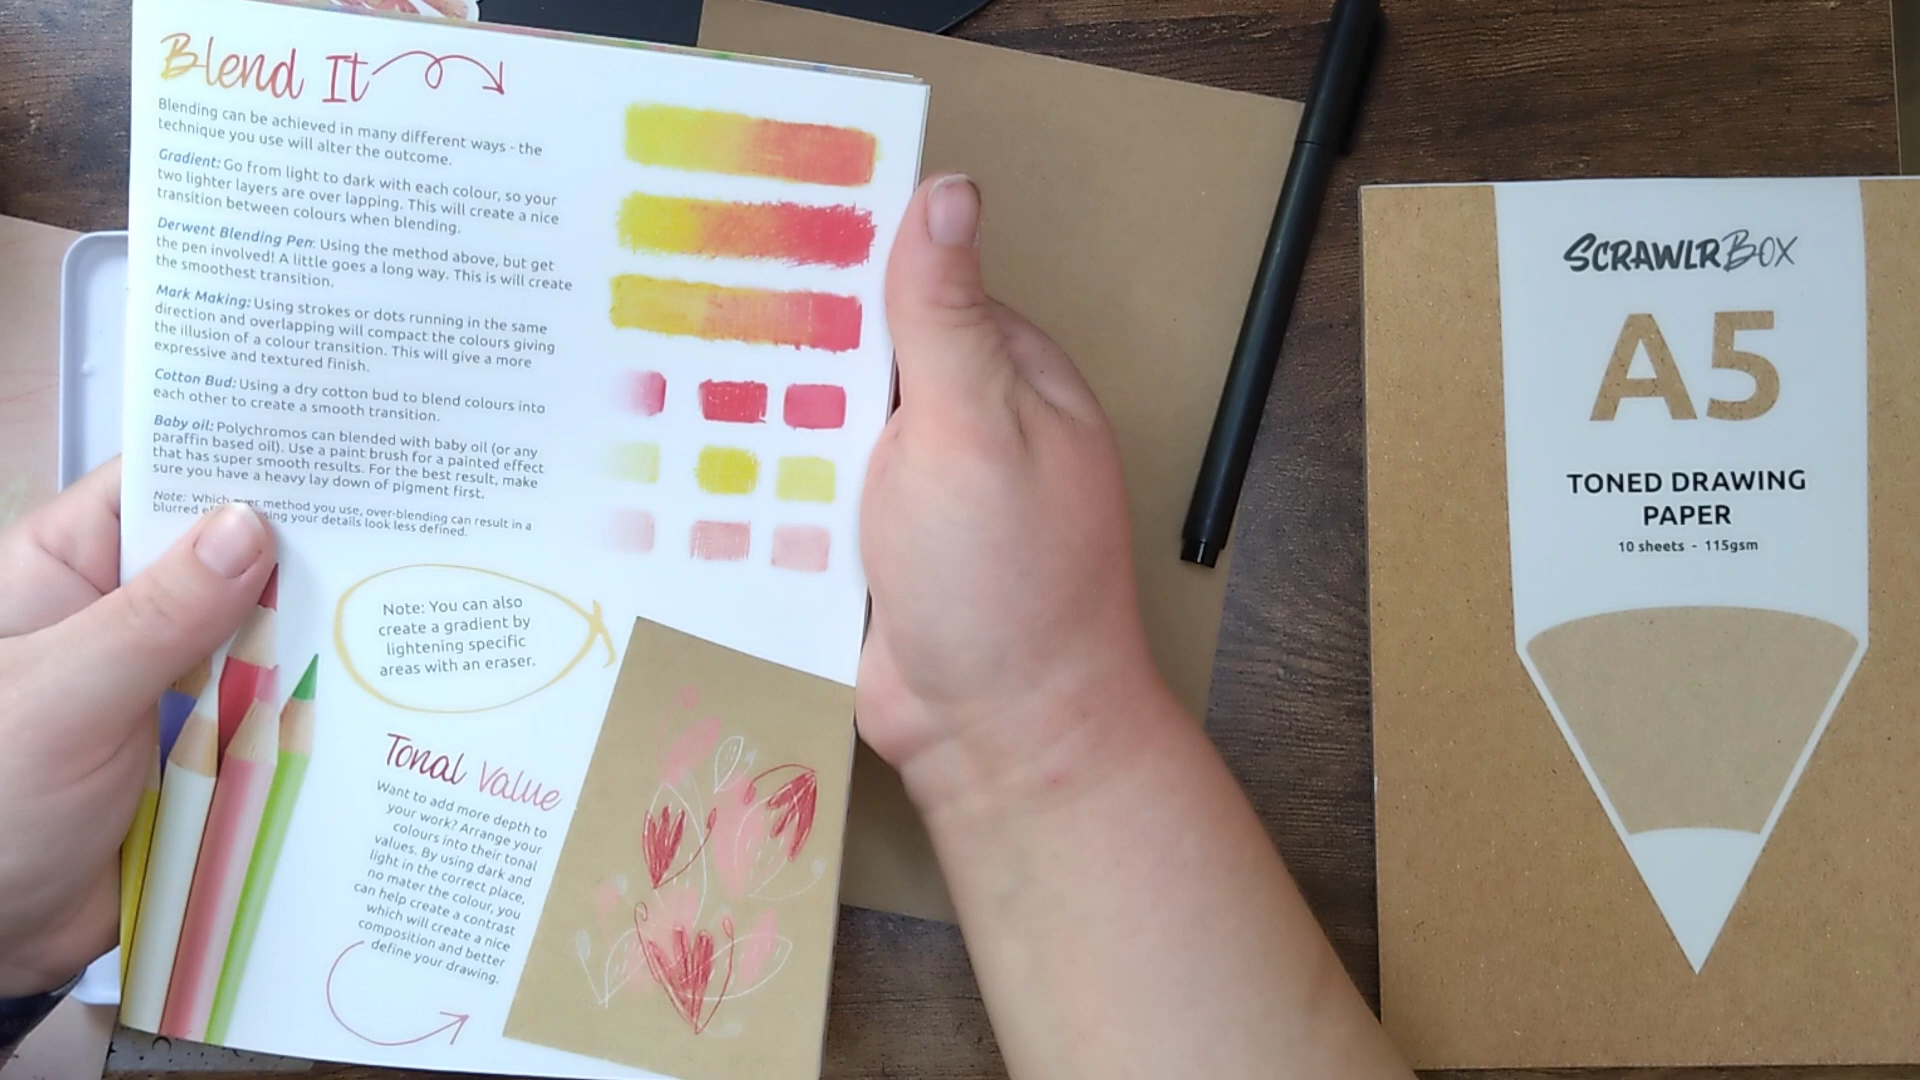 Blend It
Blending can be achieved in many different ways - the
technique you use will alter the outcome.
Gradient: Go from light to dark with each colour, so your
two lighter layers are over lapping. This will create a nice
transition between colours when blending.
Derwent Blending Pen: Using the method above, but get
the pen involved! A little goes a long way. This is will create
the smoothest transition.
Mark Making: Using strokes or dots running in the same
direction and overlapping will compact the colours giving
the illusion of a colour transition. This will give a more
expressive and textured finish.
Cotton Bud: Using a dry cotton bud to blend colours into
each other to create a smooth transition.
Baby oil: Polychromos can blended with baby oil (or any
paraffin based oil). Use a paint brush for a painted effect
that has super smooth results. For the best result, make
sure you have a heavy lay down of pigment first.
Note: Which method you use, over-blending can result in a
blurred your details look less defined.
Note: You can also
create a gradient by
lightening specific
areas with an eraser.
Tonal Value
Want to add more depth to
your work? Arrange your
colours into their tonal
values. By using dark and
light in the correct place,
no mater the colour, you
can help create a contrast
which will create a nice
composition and better
define your drawing.
SCRAWLRBOX
A5
TONED DRAWING
PAPER
10 sheets - 115gsm